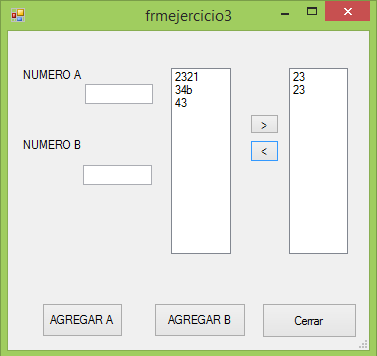 frmejercicio3
NUMERO A
2321
34b
43
23
23
>
<
NUMERO B
AGREGAR A
AGREGAR B
Cerrar